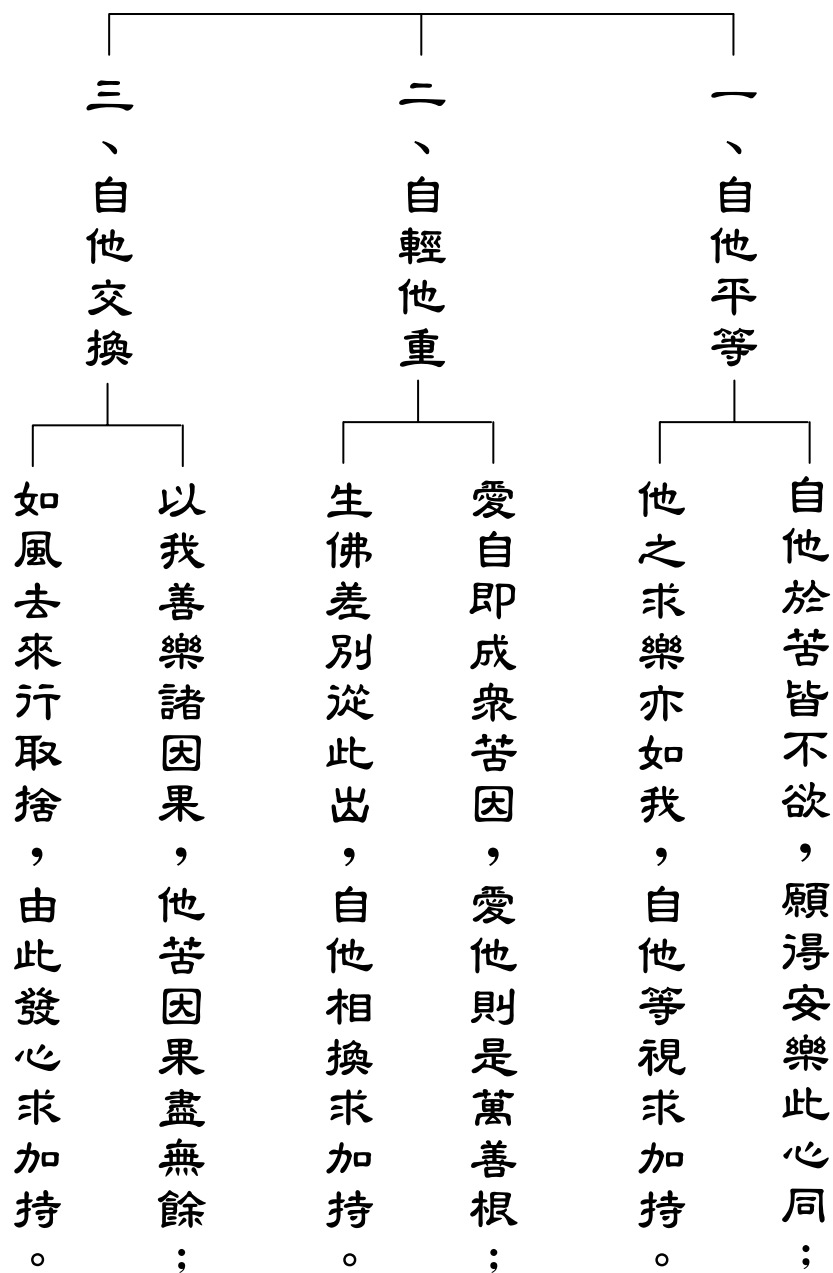 一、自他平等
自他於苦皆不欲，願得安樂此心同；
他之求樂亦如我，自他等視求加持。
二、自輕他重
愛自即成衆苦因，愛他則是萬善根；
生佛差別從此出，自他相換求加持。
三、自他交換
以我善樂諸因果，他苦因果盡無餘；
如風去來行取捨，由此發心求加持。